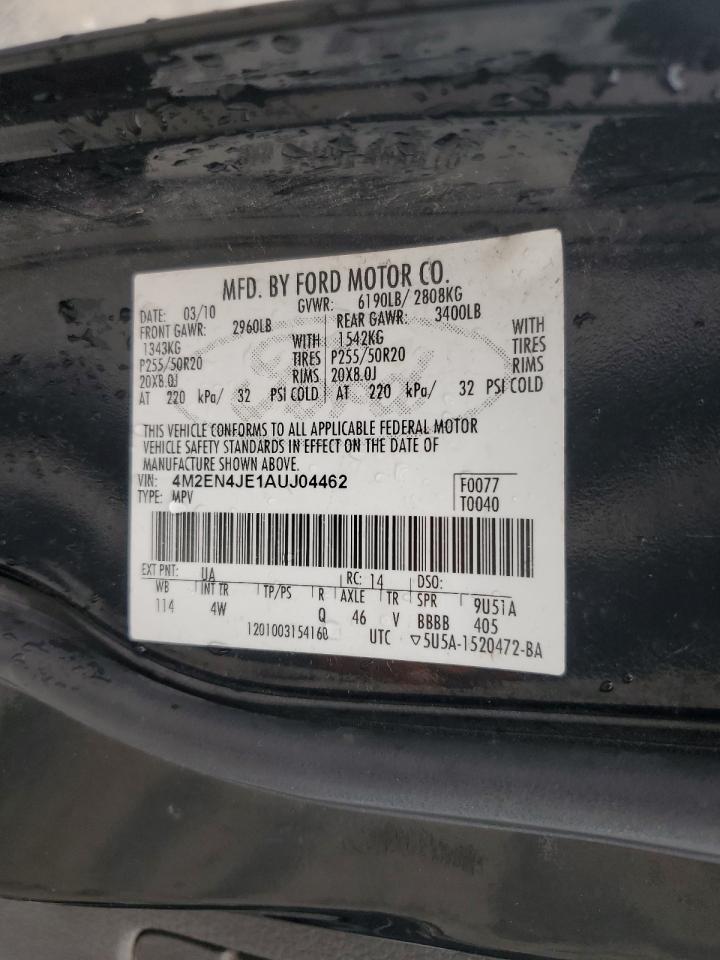 MFD. BY FORD MOTOR CO.
DATE: 03/10 GVWR: 6190LB/ 2808KG
FRONT GAWR: 2960LB REAR GAWR: 3400LB
1343KG WITH 1542KG WITH
P255/50R20 TIRES P255/50R20 TIRES
20X8.0J RIMS 20X8.0J RIMS
AT 220 kPa/ 32 PSI COLD AT 220 kPa/ 32 PSI COLD
THIS VEHICLE CONFORMS TO ALL APPLICABLE FEDERAL MOTOR
VEHICLE SAFETY STANDARDS IN EFFECT ON THE DATE OF
MANUFACTURE SHOWN ABOVE.
VIN: 4M2EN4JE1AUJ04462 F0077
TYPE: MPV T0040
EXT PNT: UA RC: 14 DSO:
WB INT TR TP/PS R AXLE TR SPR 9U51A
114 4W Q 46 V BBBB 405
1201003154160 UTC ▽5U5A-1520472-BA